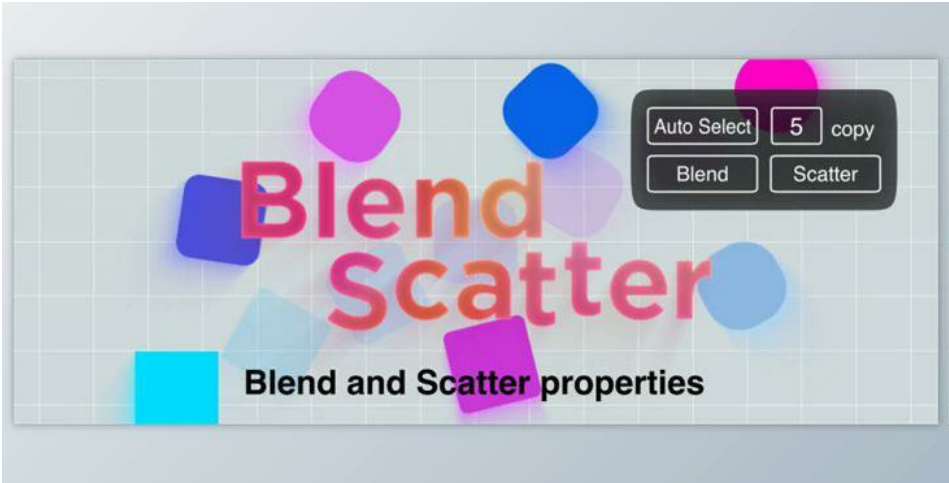 Blend
Scatter
Auto Select 5 copy
Blend Scatter
Blend and Scatter properties